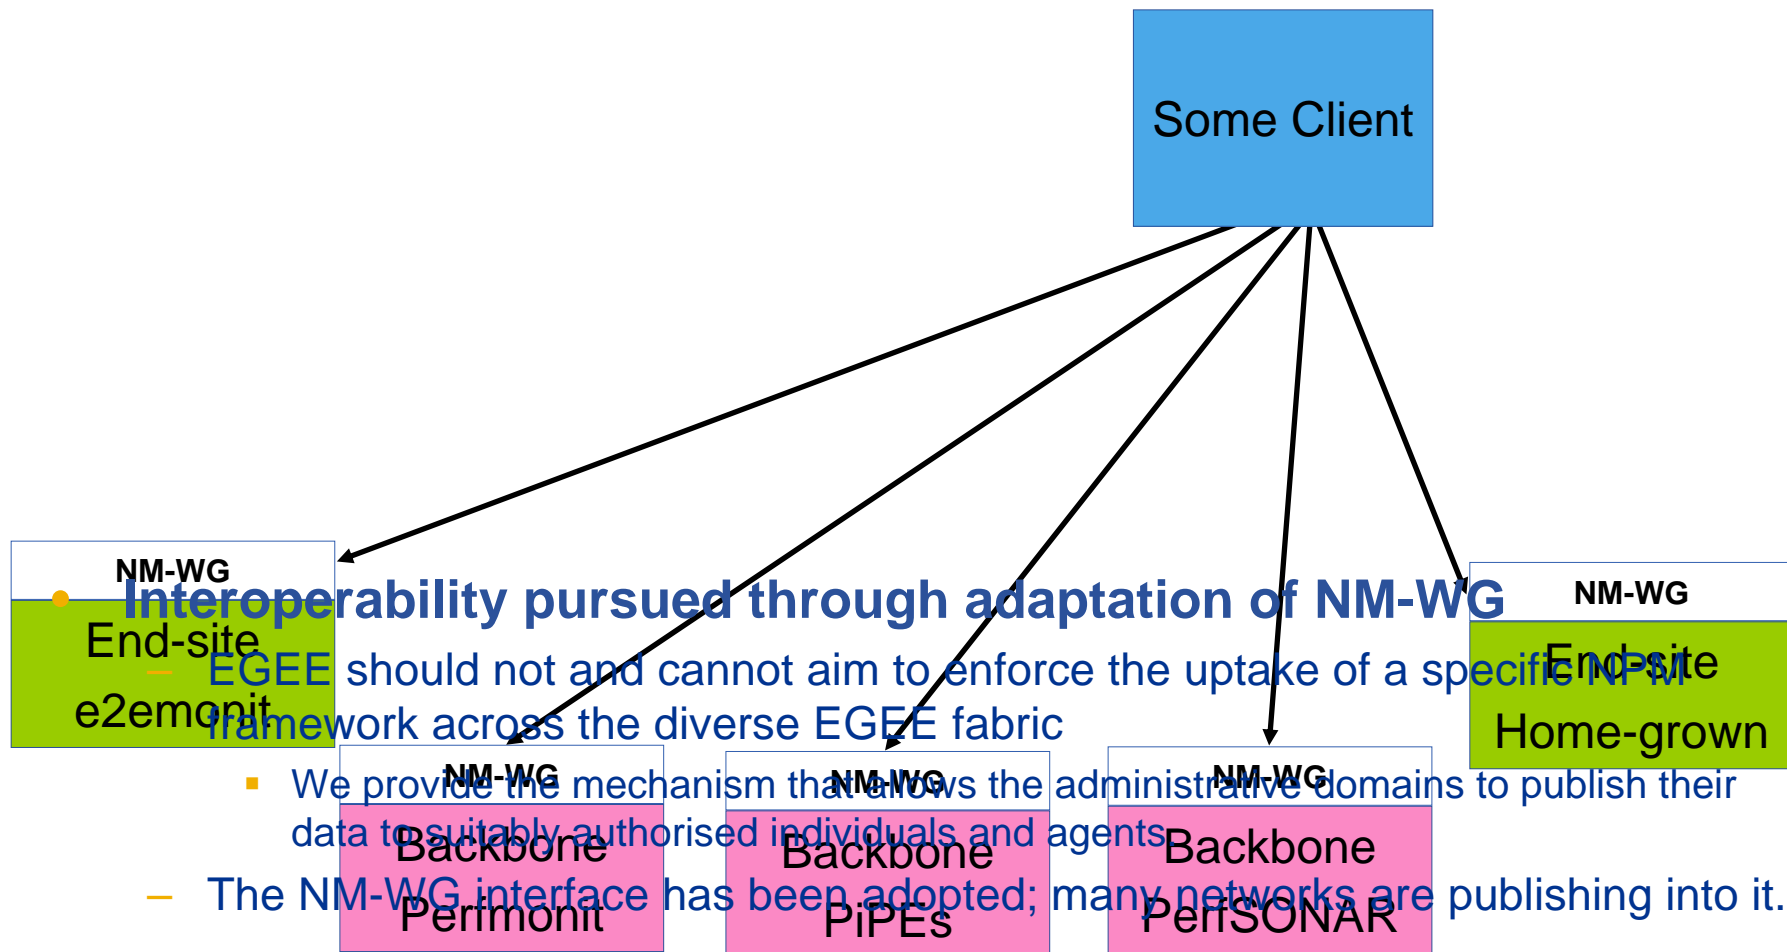 Some Client
NM-WG
End-site
e2emonit
NM-WG
End-site
Home-grown
• Interoperability pursued through adaptation of NM-WG
– EGEE should not and cannot aim to enforce the uptake of a specific NPM
framework across the diverse EGEE fabric
▪ We provide the mechanism that allows the administrative domains to publish their
data to suitably authorised individuals and agents.
– The NM-WG interface has been adopted; many networks are publishing into it.
NM-WG
Backbone
Perfmonit
NM-WG
Backbone
PiPEs
NM-WG
Backbone
PerfSONAR